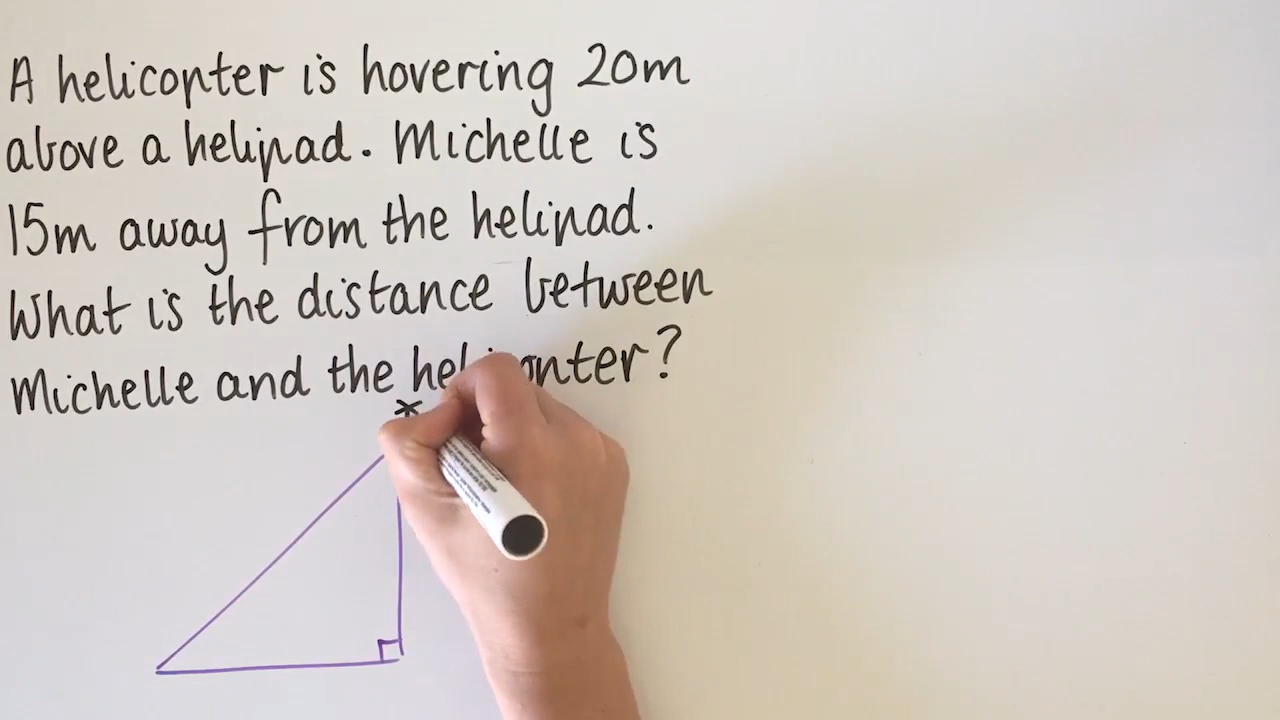 A helicopter is hovering 20m
above a helipad. Michelle is
15m away from the helipad.
What is the distance between
Michelle and the helicopter?